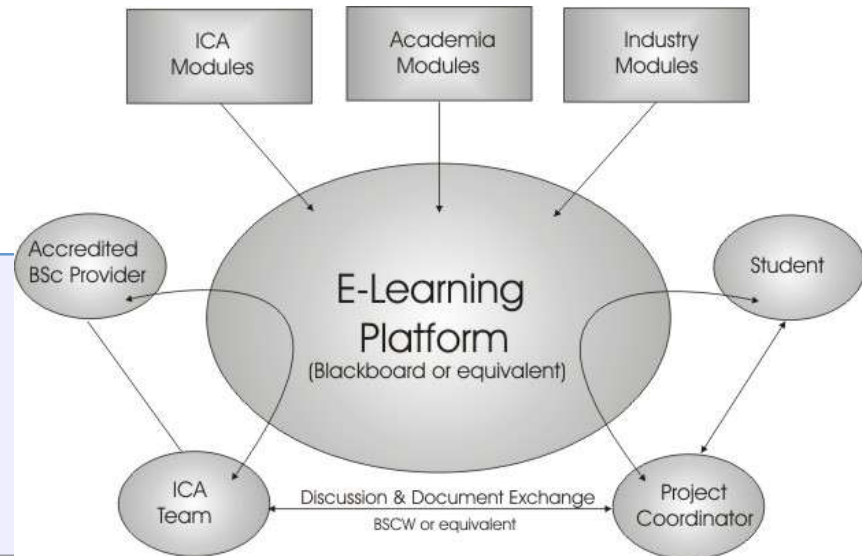 ICA
Modules
Academia
Modules
Industry
Modules
Accredited
BSc Provider
E-Learning
Platform
(Blackboard or equivalent)
Student
ICA
Team
Discussion & Document Exchange
BSCW or equivalent
Project
Coordinator